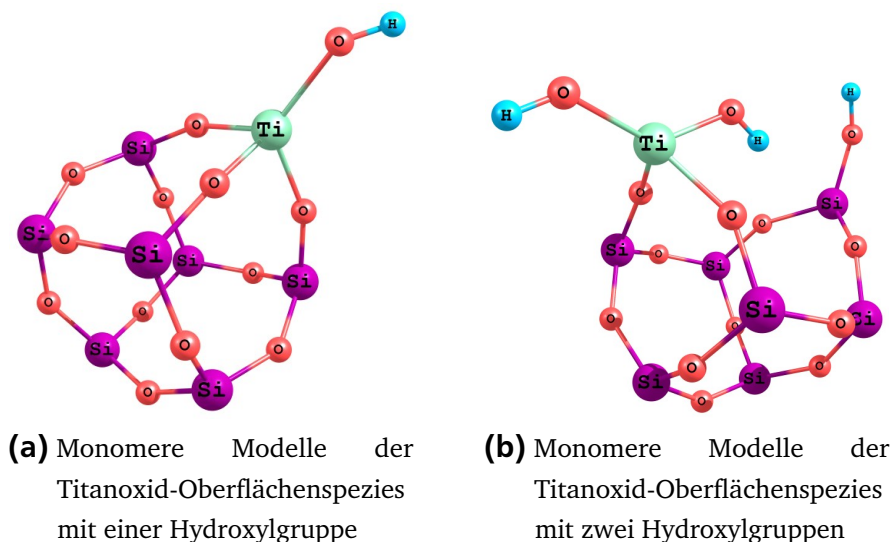 H
O
O Ti
Si
O O
O
O
Si O
Si Si O Si
O O
Si O O
O Si
(a) Monomere Modelle der
Titanoxid-Oberflächenspezies
mit einer Hydroxylgruppe
O H
H O
O
Ti H
O Si
O O
Si O O
Si
O Si O O Si
O O
Si Si
O
(b) Monomere Modelle der
Titanoxid-Oberflächenspezies
mit zwei Hydroxylgruppen